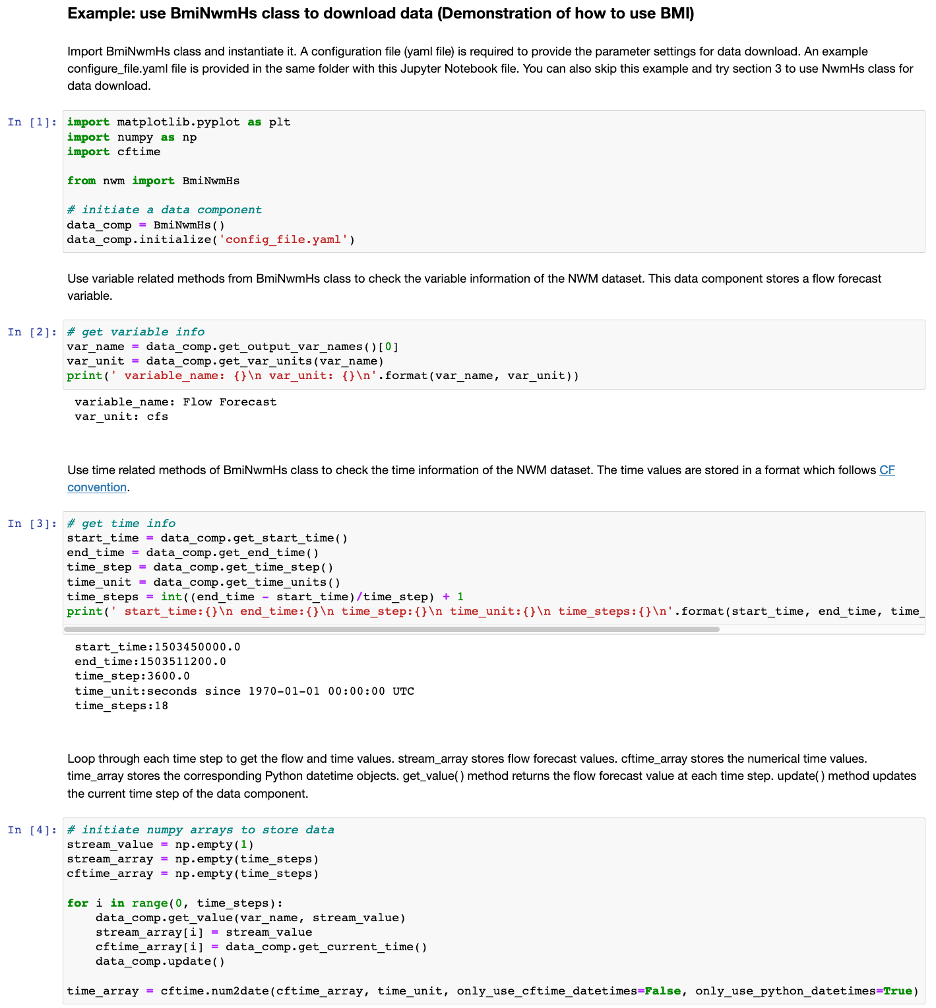 Example: use BmiNwmHs class to download data (Demonstration of how to use BMI)
Import BmiNwmHs class and instantiate it. A configuration file (yaml file) is required to provide the parameter settings for data download. An example
configure_file.yaml file is provided in the same folder with this Jupyter Notebook file. You can also skip this example and try section 3 to use NwmHs class for
data download.
In [1]: import matplotlib.pyplot as plt
import numpy as np
import cftime
from nwm import BmiNwmHs
# initiate a data component
data_comp = BmiNwmHs()
data_comp.initialize('config_file.yaml')
Use variable related methods from BmiNwmHs class to check the variable information of the NWM dataset. This data component stores a flow forecast
variable.
In [2]: # get variable info
var_name = data_comp.get_output_var_names()[0]
var_unit = data_comp.get_var_units(var_name)
print(' variable_name: {}\n var_unit: {}\n'.format(var_name, var_unit))
variable_name: Flow Forecast
var_unit: cfs
Use time related methods of BmiNwmHs class to check the time information of the NWM dataset. The time values are stored in a format which follows CF
convention.
In [3]: # get time info
start_time = data_comp.get_start_time()
end_time = data_comp.get_end_time()
time_step = data_comp.get_time_step()
time_unit = data_comp.get_time_units()
time_steps = int((end_time - start_time)/time_step) + 1
print(' start_time:{}\n end_time:{}\n time_step:{}\n time_unit:{}\n time_steps:{}\n'.format(start_time, end_time, time_
start_time:1503450000.0
end_time:1503511200.0
time_step:3600.0
time_unit:seconds since 1970-01-01 00:00:00 UTC
time_steps:18
Loop through each time step to get the flow and time values. stream_array stores flow forecast values. cftime_array stores the numerical time values.
time_array stores the corresponding Python datetime objects. get_value() method returns the flow forecast value at each time step. update() method updates
the current time step of the data component.
In [4]: # initiate numpy arrays to store data
stream_value = np.empty(1)
stream_array = np.empty(time_steps)
cftime_array = np.empty(time_steps)
for i in range(0, time_steps):
data_comp.get_value(var_name, stream_value)
stream_array[i] = stream_value
cftime_array[i] = data_comp.get_current_time()
data_comp.update()
time_array = cftime.num2date(cftime_array, time_unit, only_use_cftime_datetimes=False, only_use_python_datetimes=True)